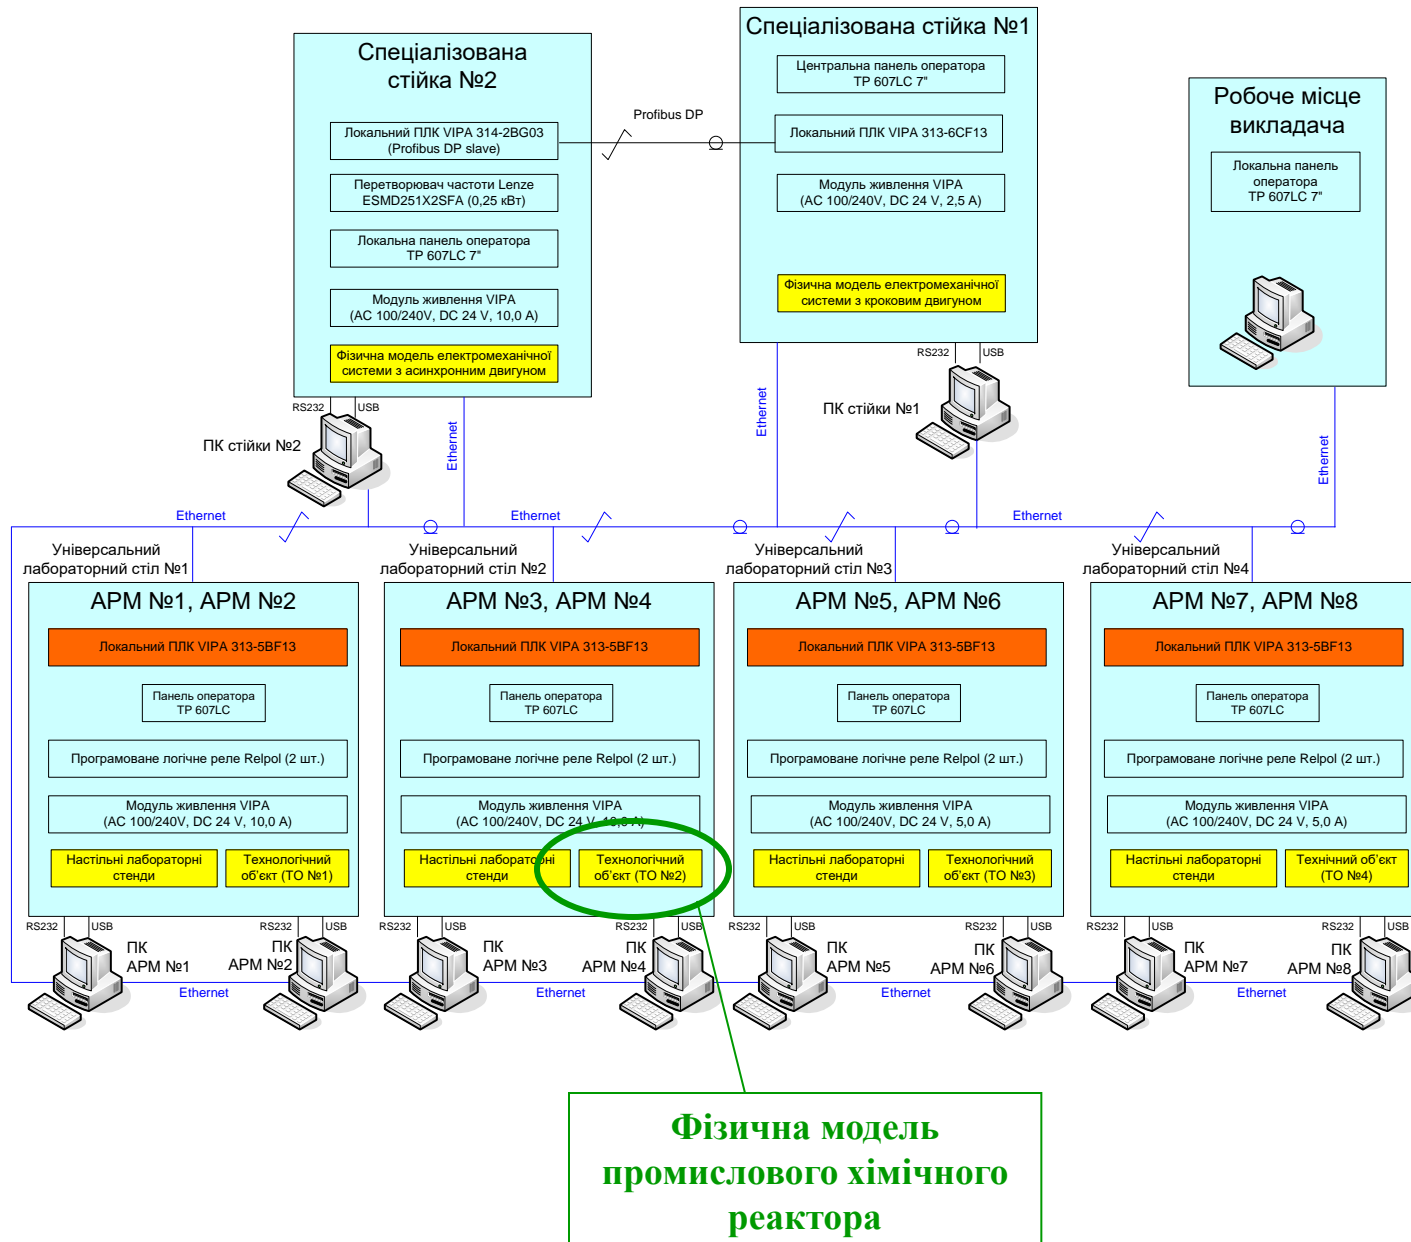 Спеціалізована
стійка №2
Локальний ПЛК VIPA 314-2BG03
(Profibus DP slave)
Перетворювач частоти Lenze
ESMD251X2SFA (0,25 кВт)
Локальна панель оператора
TP 607LC 7"
Модуль живлення VIPA
(AC 100/240V, DC 24 V, 10,0 A)
Фізична модель електромеханічної
системи з асинхронним двигуном
RS232
USB
ПК стійки №2
Ethernet
Profibus DP
Спеціалізована стійка №1
Центральна панель оператора
TP 607LC 7"
Локальний ПЛК VIPA 313-6CF13
Модуль живлення VIPA
(AC 100/240V, DC 24 V, 2,5 A)
Фізична модель електромеханічної
системи з кроковим двигуном
RS232
USB
ПК стійки №1
Ethernet
Робоче місце
викладача
Локальна панель
оператора
TP 607LC 7"
Ethernet
Ethernet
Ethernet
Ethernet
Універсальний
лабораторний стіл №1
АРМ №1, АРМ №2
Локальний ПЛК VIPA 313-5BF13
Панель оператора
TP 607LC
Програмоване логічне реле Relpol (2 шт.)
Модуль живлення VIPA
(AC 100/240V, DC 24 V, 10,0 A)
Настільні лабораторні
стенди
Технологічний
об'єкт (ТО №1)
RS232
USB
ПК
АРМ №1
RS232
USB
ПК
АРМ №2
Ethernet
Універсальний
лабораторний стіл №2
АРМ №3, АРМ №4
Локальний ПЛК VIPA 313-5BF13
Панель оператора
TP 607LC
Програмоване логічне реле Relpol (2 шт.)
Модуль живлення VIPA
(AC 100/240V, DC 24 V, 10,0 A)
Настільні лабораторні
стенди
Технологічний
об'єкт (ТО №2)
RS232
USB
ПК
АРМ №3
RS232
USB
ПК
АРМ №4
Ethernet
Універсальний
лабораторний стіл №3
АРМ №5, АРМ №6
Локальний ПЛК VIPA 313-5BF13
Панель оператора
TP 607LC
Програмоване логічне реле Relpol (2 шт.)
Модуль живлення VIPA
(AC 100/240V, DC 24 V, 5,0 A)
Настільні лабораторні
стенди
Технологічний
об'єкт (ТО №3)
RS232
USB
ПК
АРМ №5
RS232
USB
ПК
АРМ №6
Ethernet
Універсальний
лабораторний стіл №4
АРМ №7, АРМ №8
Локальний ПЛК VIPA 313-5BF13
Панель оператора
TP 607LC
Програмоване логічне реле Relpol (2 шт.)
Модуль живлення VIPA
(AC 100/240V, DC 24 V, 5,0 A)
Настільні лабораторні
стенди
Технічний об'єкт
(ТО №4)
RS232
USB
ПК
АРМ №7
RS232
USB
ПК
АРМ №8
Ethernet
Фізична модель
промислового хімічного
реактора